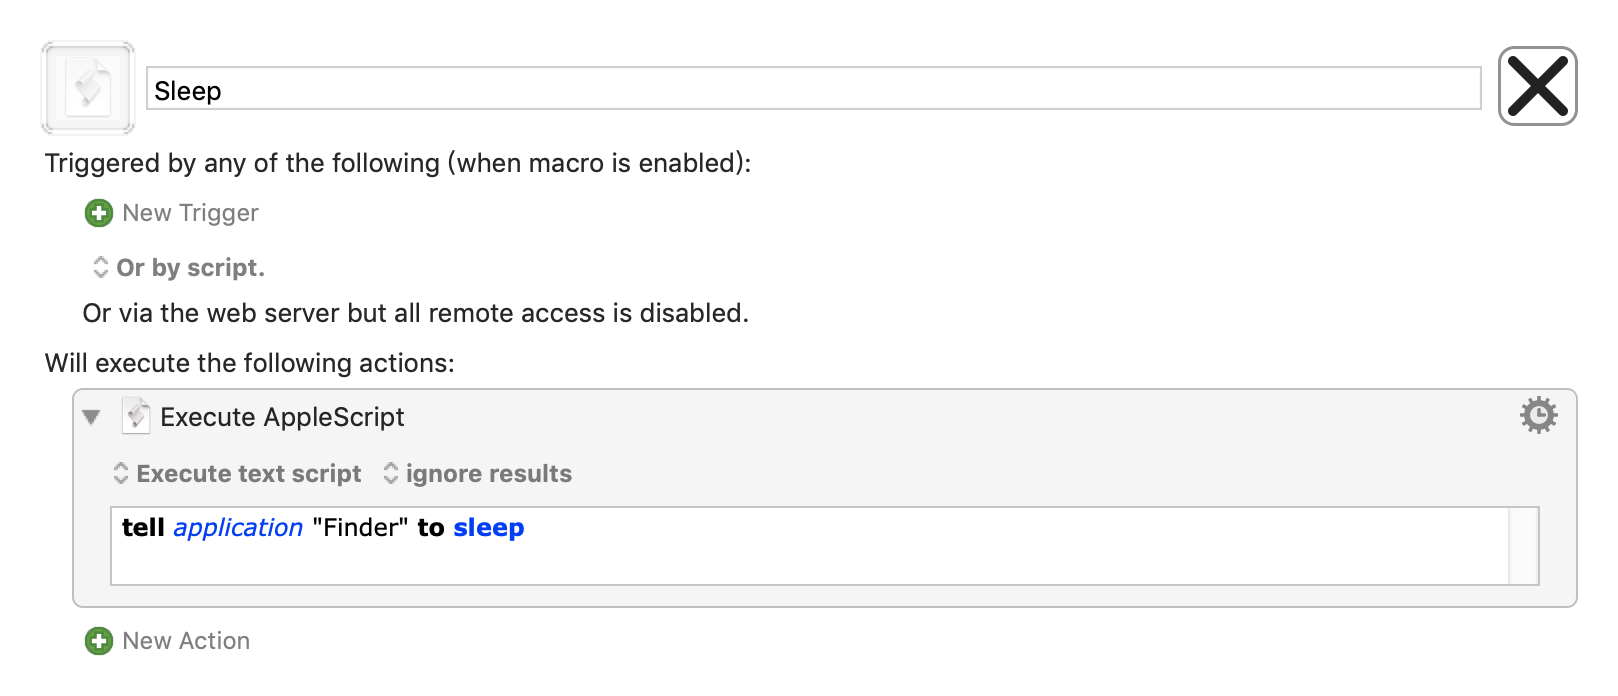 Sleep
Triggered by any of the following (when macro is enabled):
New Trigger
Or by script.
Or via the web server but all remote access is disabled.
Will execute the following actions:
Execute AppleScript
Execute text script ignore results
tell application "Finder" to sleep
New Action